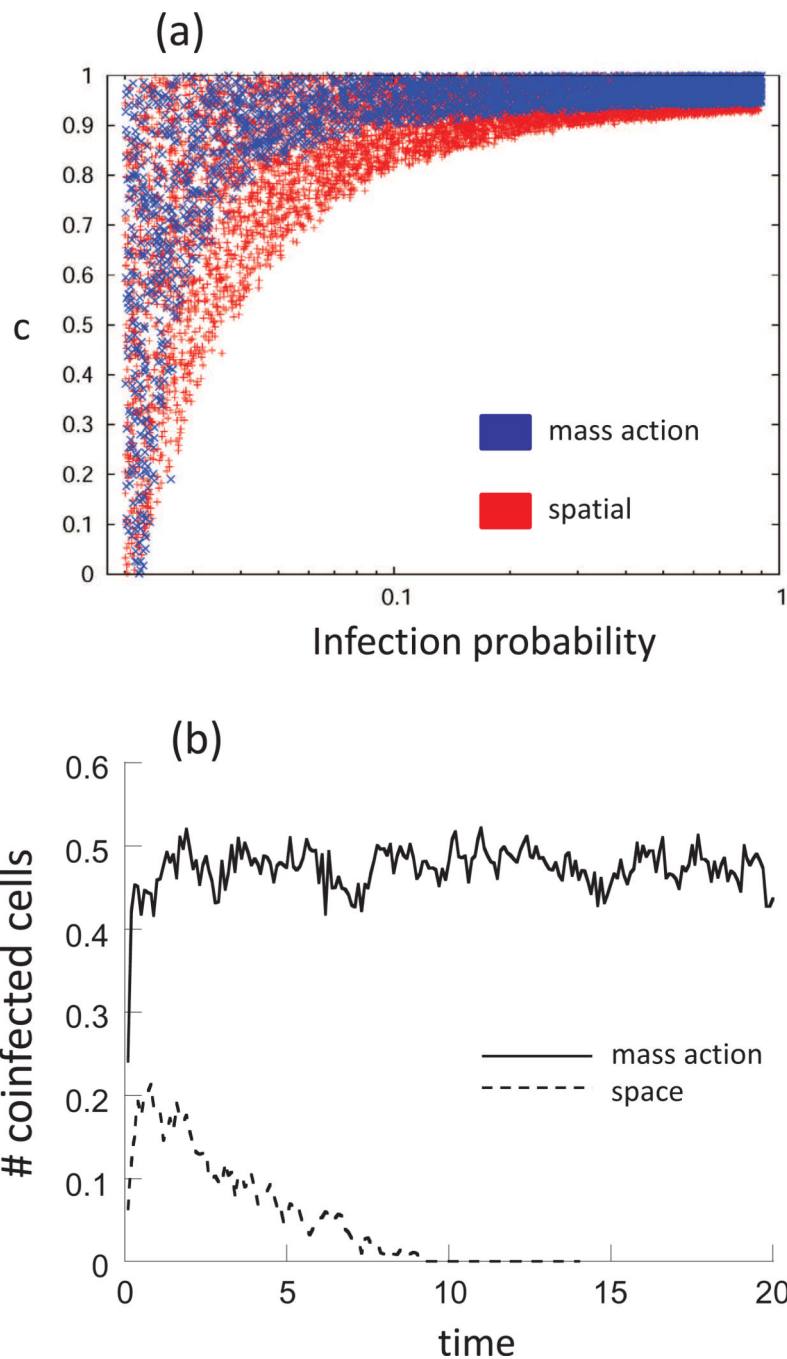 (a)
1
0.9
0.8
0.7
0.6
0.5
0.4
0.3
0.2
0.1
0
c
mass action
spatial
0.1
1
Infection probability
(b)
0.6
0.5
0.4
0.3
0.2
0.1
0
# coinfected cells
mass action
space
0
5
10
15
20
time